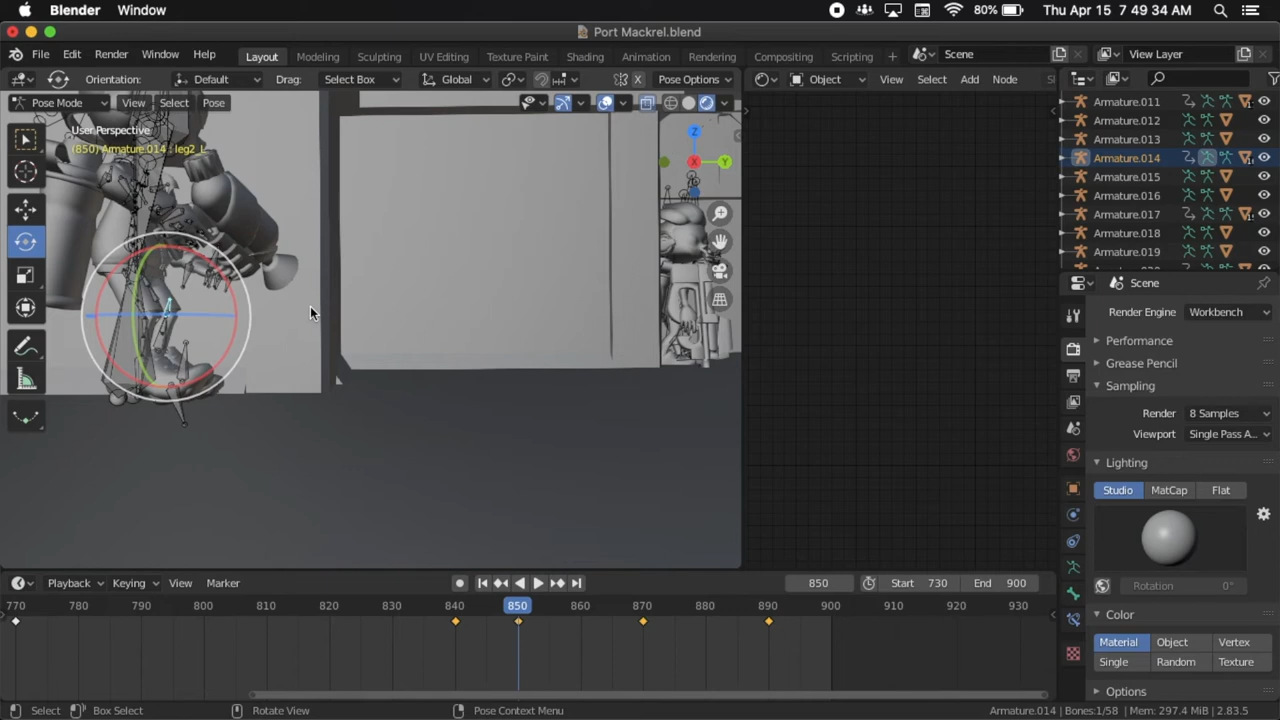 Blender Window 80% Thu Apr 15 7 49 34 AM
Port Mackrel.blend
File Edit Render Window Help Layout Modeling Sculpting UV Editing Texture Paint Shading Animation Rendering Compositing Scripting + Scene View Layer
Orientation: Default Drag: Select Box Global X Pose Options Object View Select Add Node
Pose Mode View Select Pose
User Perspective
(850) Armature.014 : leg2_L
Z
X
Y
Armature.011
Armature.012
Armature.013
Armature.014
Armature.015
Armature.016
Armature.017
Armature.018
Armature.019
Scene
Render Engine Workbench
Performance
Grease Pencil
Sampling
Render 8 Samples
Viewport Single Pass A...
Lighting
Studio MatCap Flat
Rotation 0°
Color
Material Object Vertex
Single Random Texture
Options
Playback Keying View Marker 850 Start 730 End 900
770 780 790 800 810 820 830 840 850 860 870 880 890 900 910 920 930
Select Box Select Rotate View Pose Context Menu Armature.014 | Bones:1/58 | Mem: 297.4 MiB | 2.83.5